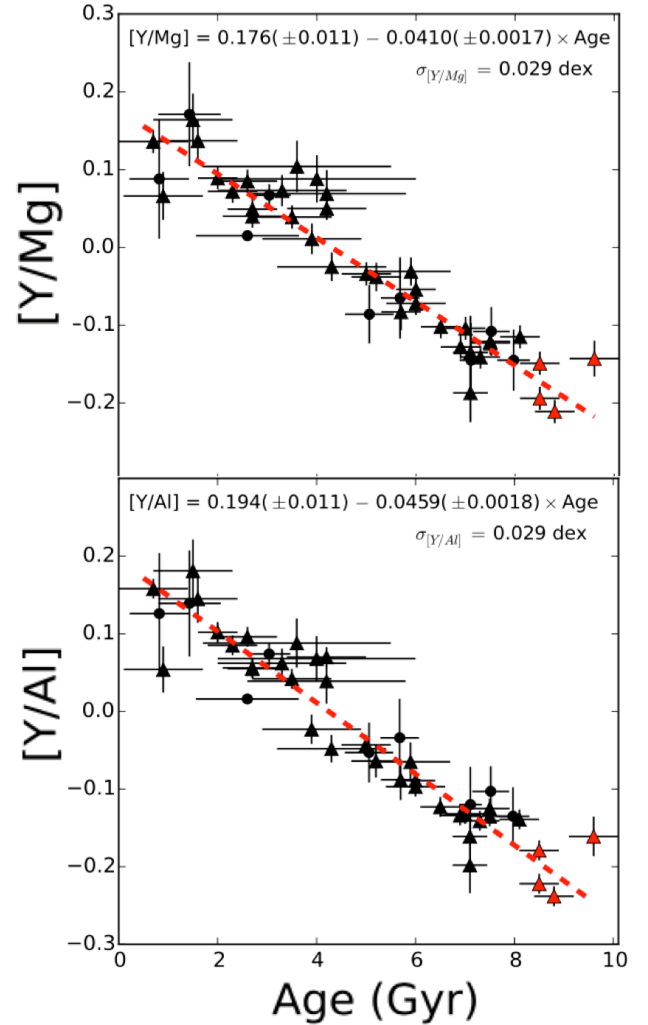 0.3
[Y/Mg] = 0.176(±0.011) − 0.0410(±0.0017) × Age
σ[Y/Mg] = 0.029 dex
0.2
0.1
0.0
−0.1
−0.2
[Y/Mg]
[Y/Al] = 0.194(±0.011) − 0.0459(±0.0018) × Age
σ[Y/Al] = 0.029 dex
0.2
0.1
0.0
−0.1
−0.2
−0.3
[Y/Al]
0 2 4 6 8 10
Age (Gyr)